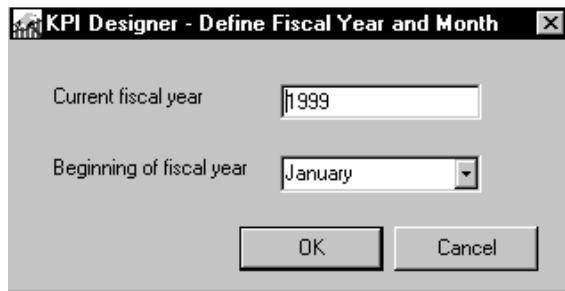 KPI Designer - Define Fiscal Year and Month
Current fiscal year 1999
Beginning of fiscal year January
OK Cancel